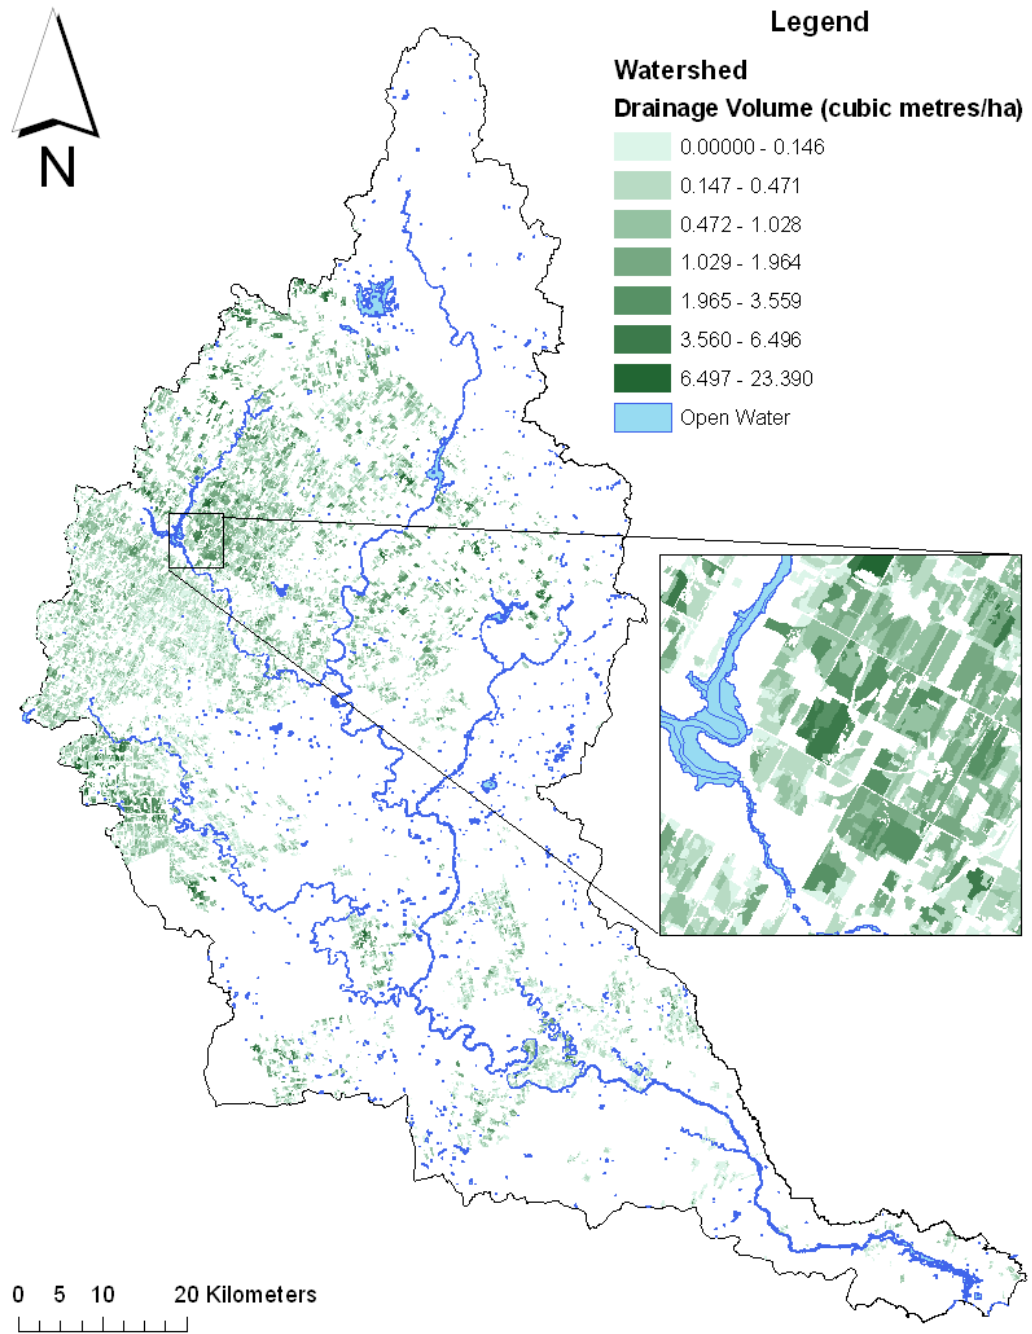 Legend
N
Watershed
Drainage Volume (cubic metres/ha)
0.00000 - 0.146
0.147 - 0.471
0.472 - 1.028
1.029 - 1.964
1.965 - 3.559
3.560 - 6.496
6.497 - 23.390
Open Water
0 5 10 20 Kilometers